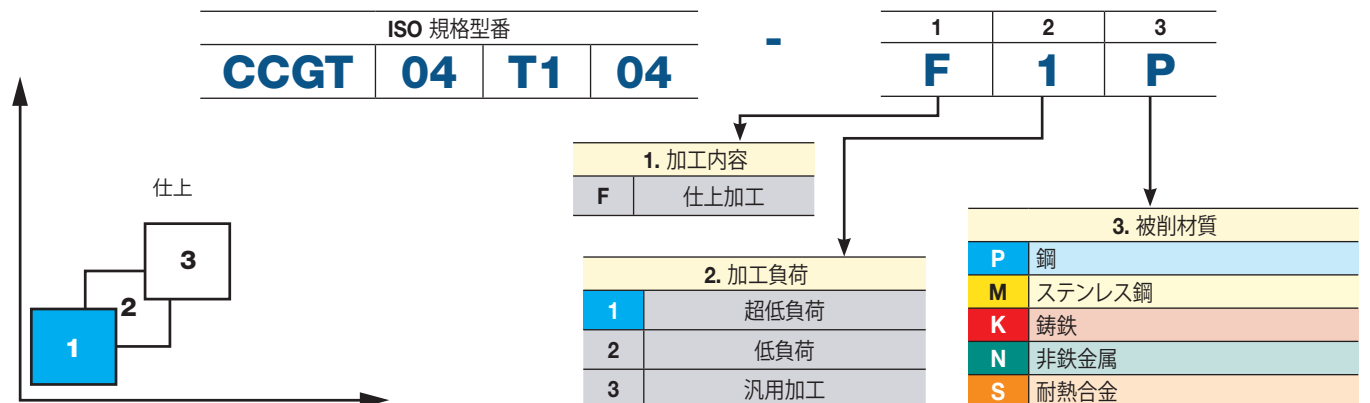 ISO 規格型番
CCGT 04 T1 04 -
1 2 3
F 1 P
仕上
3
2
1
1. 加工内容
F 仕上加工
2. 加工負荷
1 超低負荷
2 低負荷
3 汎用加工
3. 被削材質
P 鋼
M ステンレス鋼
K 鋳鉄
N 非鉄金属
S 耐熱合金